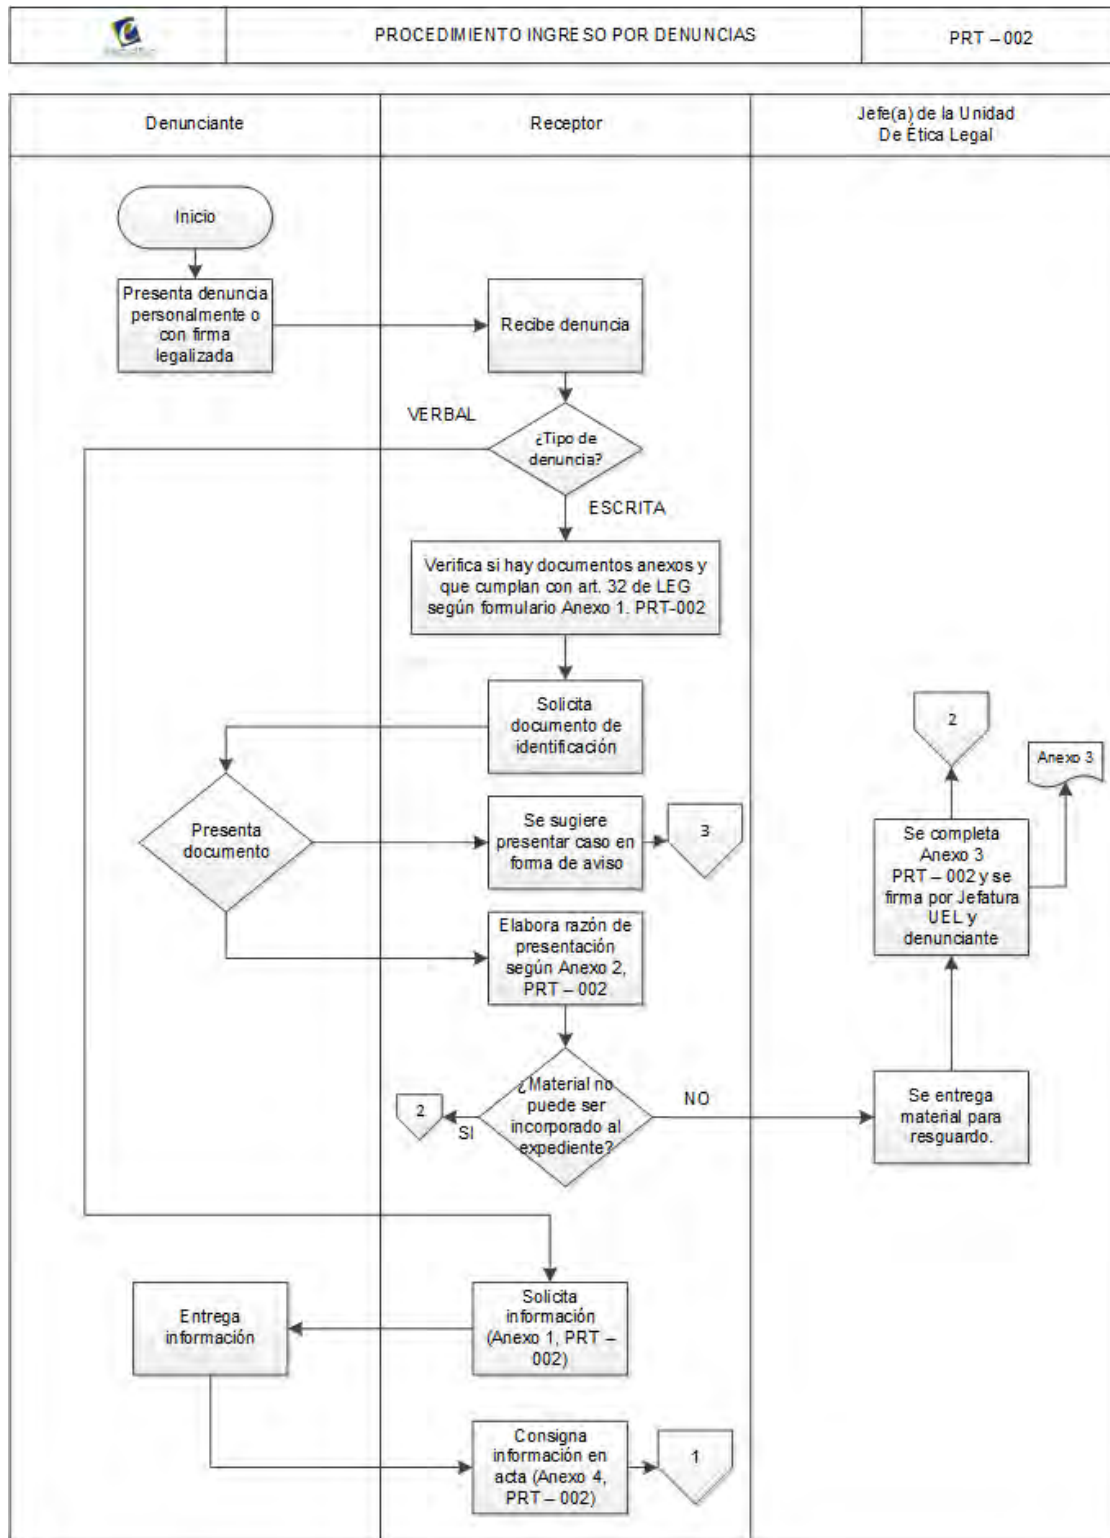 PROCEDIMIENTO INGRESO POR DENUNCIAS
PRT – 002
Denunciante
Receptor
Jefe(a) de la Unidad
De Ética Legal
Inicio
Presenta denuncia
personalmente o
con firma
legalizada
Recibe denuncia
VERBAL
¿Tipo de
denuncia?
ESCRITA
Verifica si hay documentos anexos y
que cumplan con art. 32 de LEG
según formulario Anexo 1. PRT-002
Solicita
documento de
identificación
2
Anexo 3
Presenta
documento
Se sugiere
presentar caso en
forma de aviso
3
Se completa
Anexo 3
PRT – 002 y se
firma por Jefatura
UEL y
denunciante
Elabora razón de
presentación
según Anexo 2,
PRT – 002
¿Material no
puede ser
incorporado al
expediente?
2
SI
NO
Se entrega
material para
resguardo.
Solicita
información
(Anexo 1, PRT –
002)
Entrega
información
Consigna
información en
acta (Anexo 4,
PRT – 002)
1